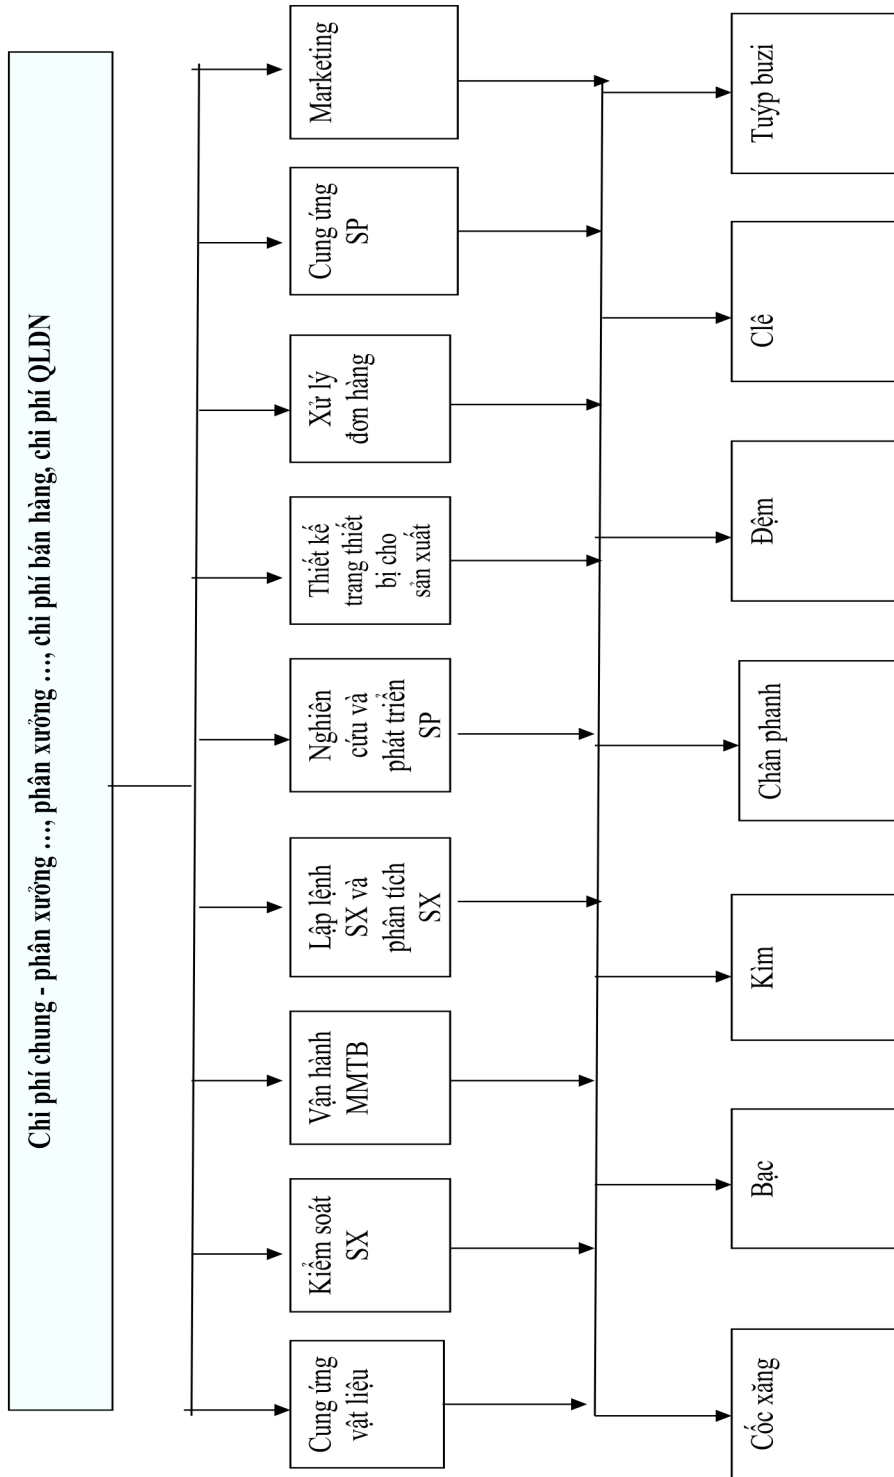 Chi phí chung - phân xưởng ..., phân xưởng ..., chi phí bán hàng, chi phí QLDN
Cung ứng
vật liệu
Kiểm soát
SX
Vận hành
MMTB
Lập lệnh
SX và
phân tích
SX
Nghiên
cứu và
phát triển
SP
Thiết kế
trang thiết
bị cho
sản xuất
Xử lý
đơn hàng
Cung ứng
SP
Marketing
Cốc xăng
Bạc
Kìm
Chân phanh
Đệm
Clê
Tuýp buzi